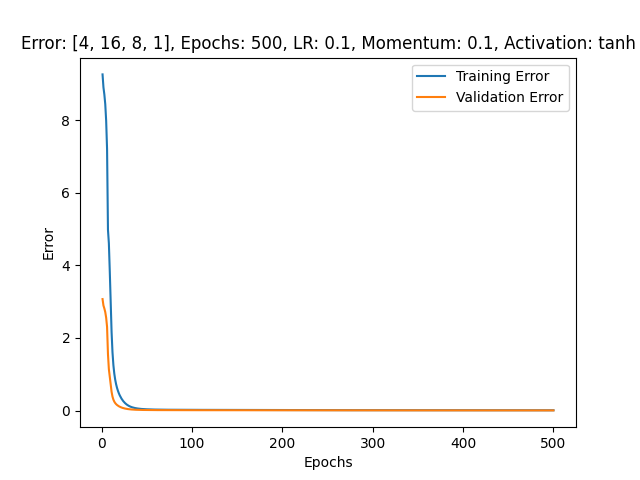 Error: [4, 16, 8, 1], Epochs: 500, LR: 0.1, Momentum: 0.1, Activation: tanh
Training Error
Validation Error
8
6
4
2
0
Error
0 100 200 300 400 500
Epochs